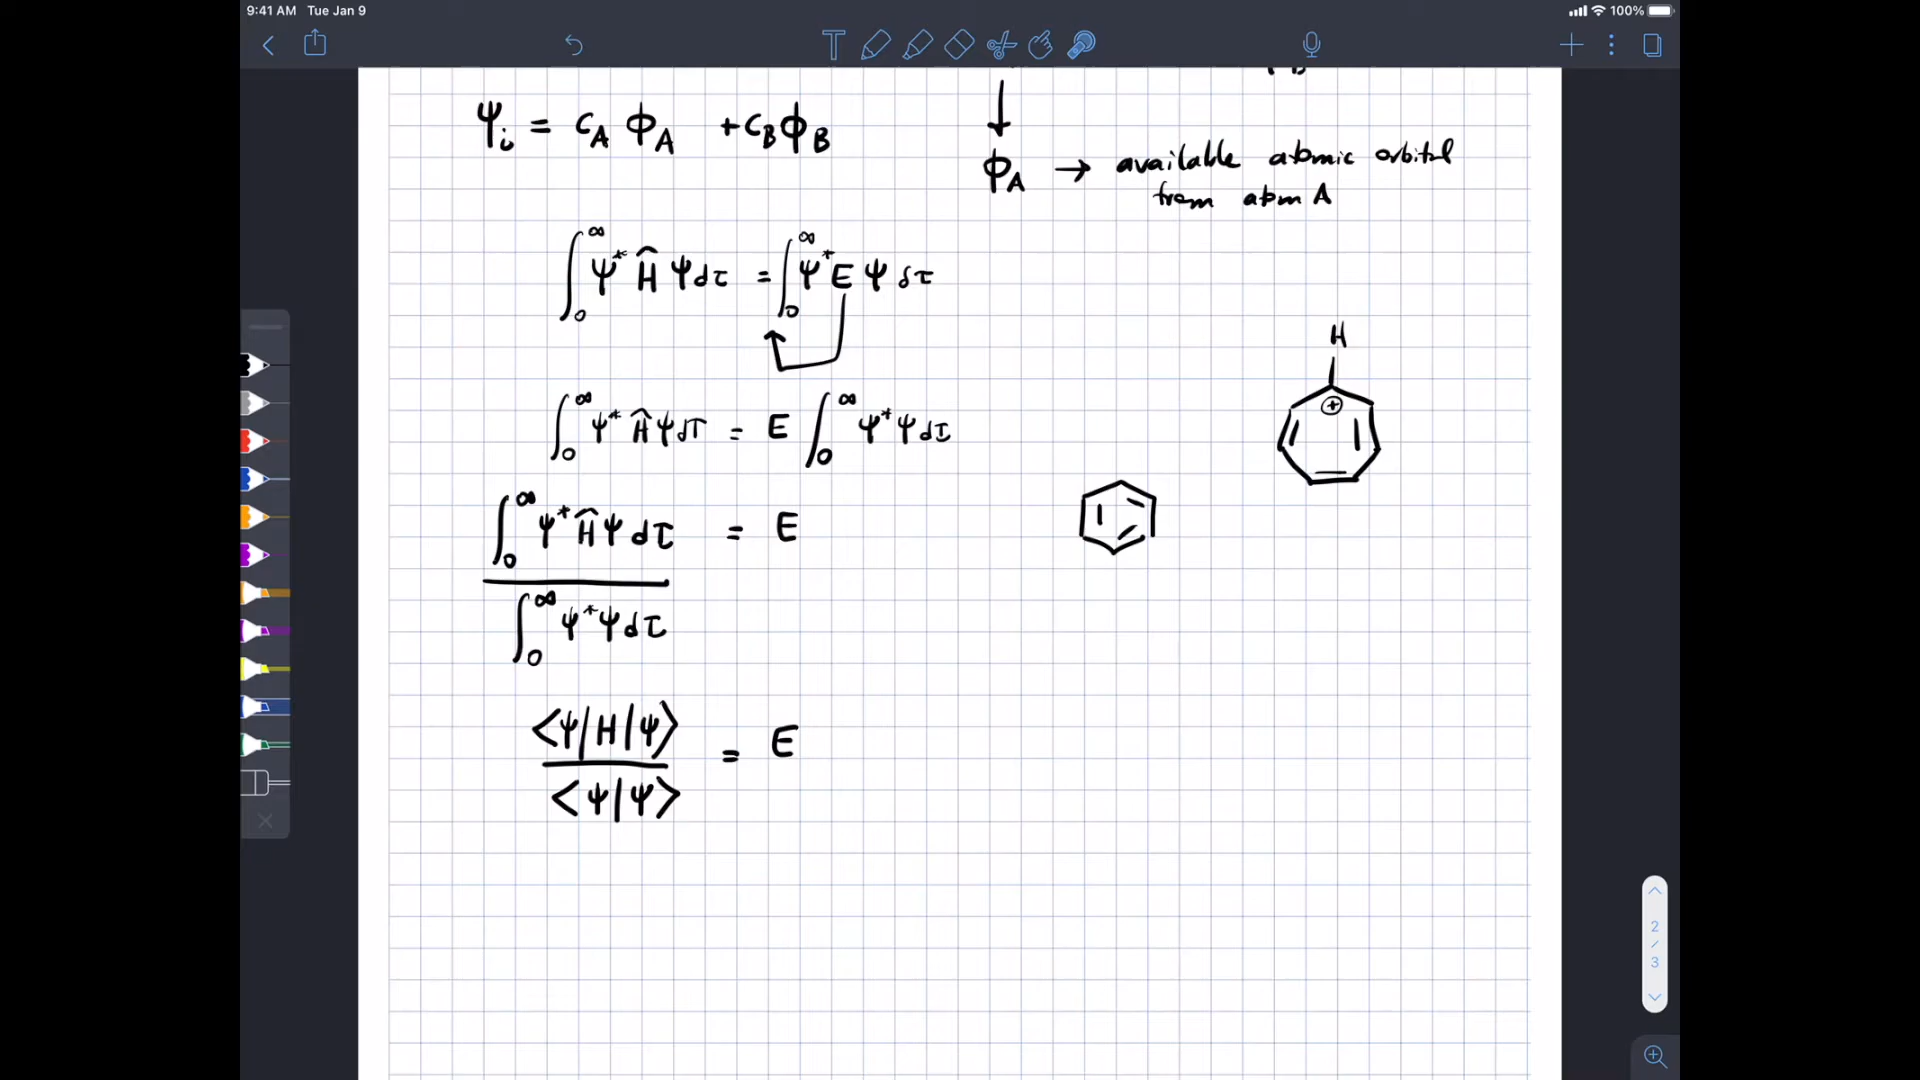 9:41 AM Tue Jan 9
100%
T
Ψi = cA ϕA + cB ϕB
ϕA → available atomic orbital
from atom A
∫₀^∞ Ψ* Ĥ Ψ dτ = ∫₀^∞ Ψ* E Ψ dτ
H
⊕
∫₀^∞ Ψ* Ĥ Ψ dτ = E ∫₀^∞ Ψ* Ψ dτ
∫₀^∞ Ψ* Ĥ Ψ dτ = E
∫₀^∞ Ψ* Ψ dτ
<Ψ|H|Ψ> = E
<Ψ|Ψ>
2
/
3